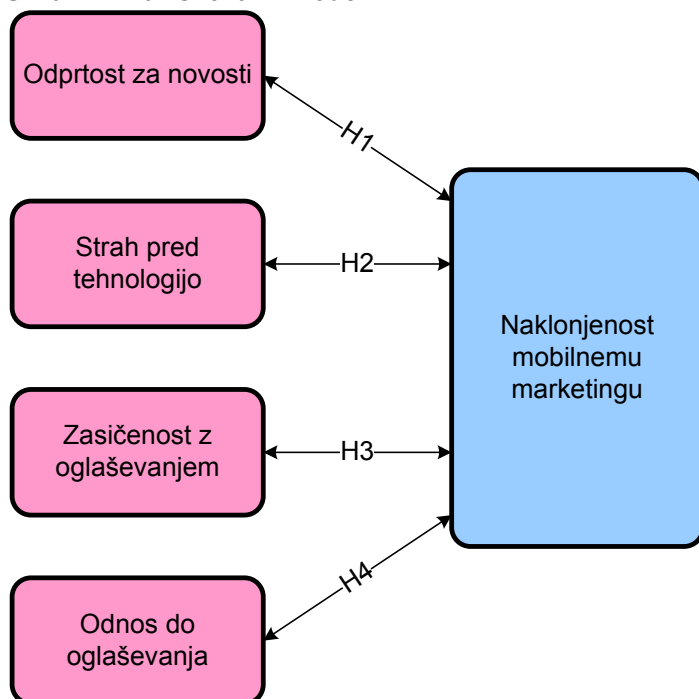 Odprtost za novosti
H1
Strah pred
tehnologijo
H2
Naklonjenost
mobilnemu
marketingu
Zasičenost z
oglaševanjem
H3
H4
Odnos do
oglaševanja